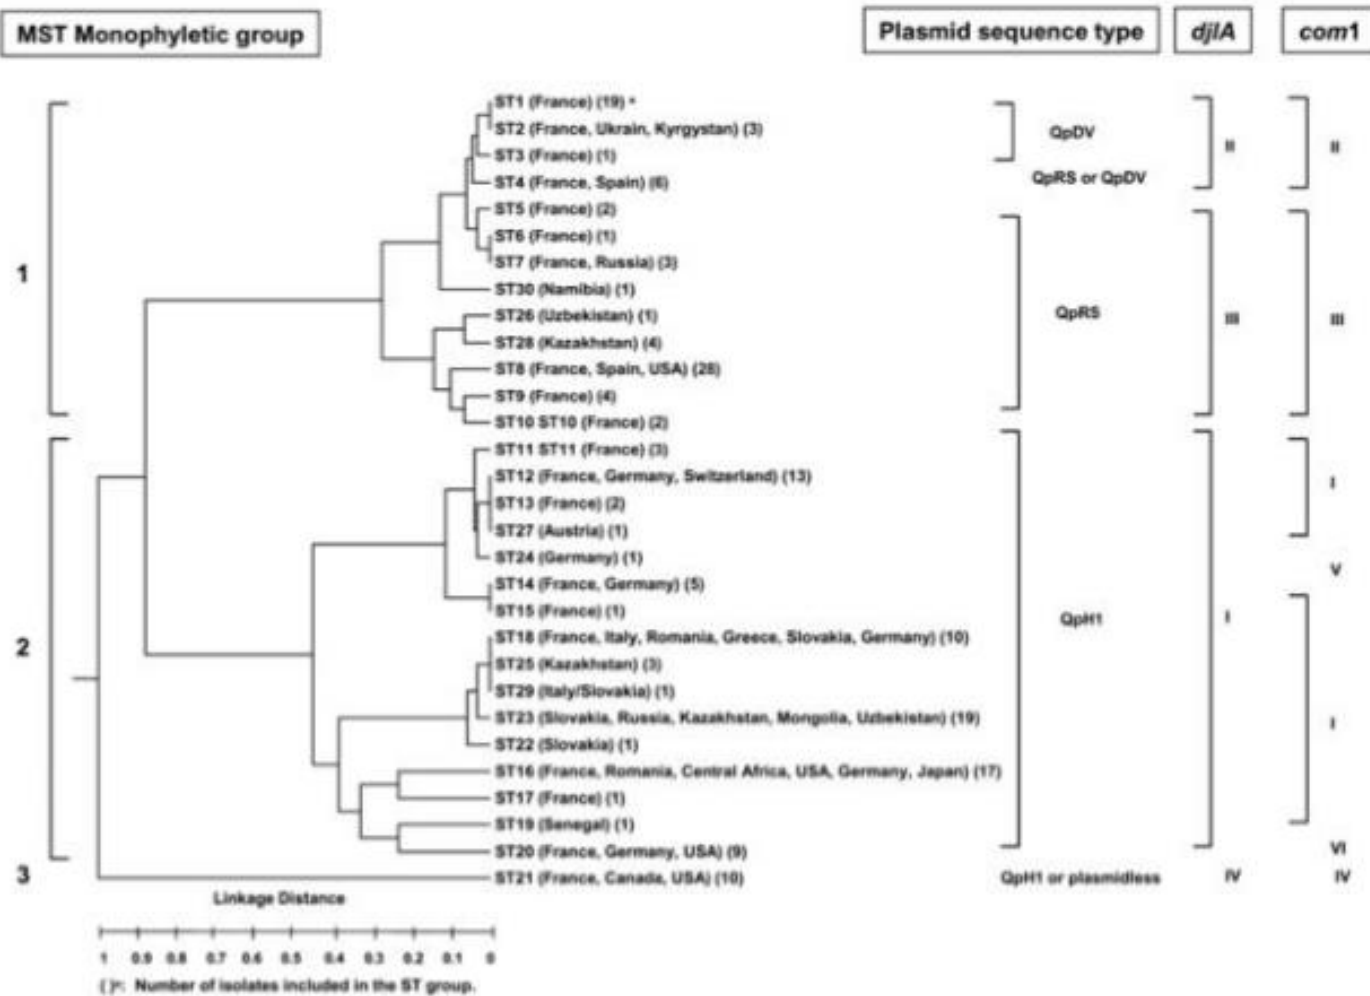 MST Monophyletic group
Plasmid sequence type
djlA
com1
ST1 (France) (19) a
ST2 (France, Ukrain, Kyrgystan) (3)
QpDV
II
II
ST3 (France) (1)
ST4 (France, Spain) (6)
QpRS or QpDV
ST5 (France) (2)
ST6 (France) (1)
ST7 (France, Russia) (3)
1
ST30 (Namibia) (1)
ST26 (Uzbekistan) (1)
QpRS
III
III
ST28 (Kazakhstan) (4)
ST8 (France, Spain, USA) (28)
ST9 (France) (4)
ST10 ST10 (France) (2)
ST11 ST11 (France) (3)
ST12 (France, Germany, Switzerland) (13)
I
ST13 (France) (2)
ST27 (Austria) (1)
ST24 (Germany) (1)
V
ST14 (France, Germany) (5)
ST15 (France) (1)
QpH1
I
ST18 (France, Italy, Romania, Greece, Slovakia, Germany) (10)
2
ST25 (Kazakhstan) (3)
ST29 (Italy/Slovakia) (1)
ST23 (Slovakia, Russia, Kazakhstan, Mongolia, Uzbekistan) (19)
I
ST22 (Slovakia) (1)
ST16 (France, Romania, Central Africa, USA, Germany, Japan) (17)
ST17 (France) (1)
ST19 (Senegal) (1)
ST20 (France, Germany, USA) (9)
VI
3
ST21 (France, Canada, USA) (10)
QpH1 or plasmidless
IV
IV
Linkage Distance
1 0.9 0.8 0.7 0.6 0.5 0.4 0.3 0.2 0.1 0
( )a: Number of isolates included in the ST group.